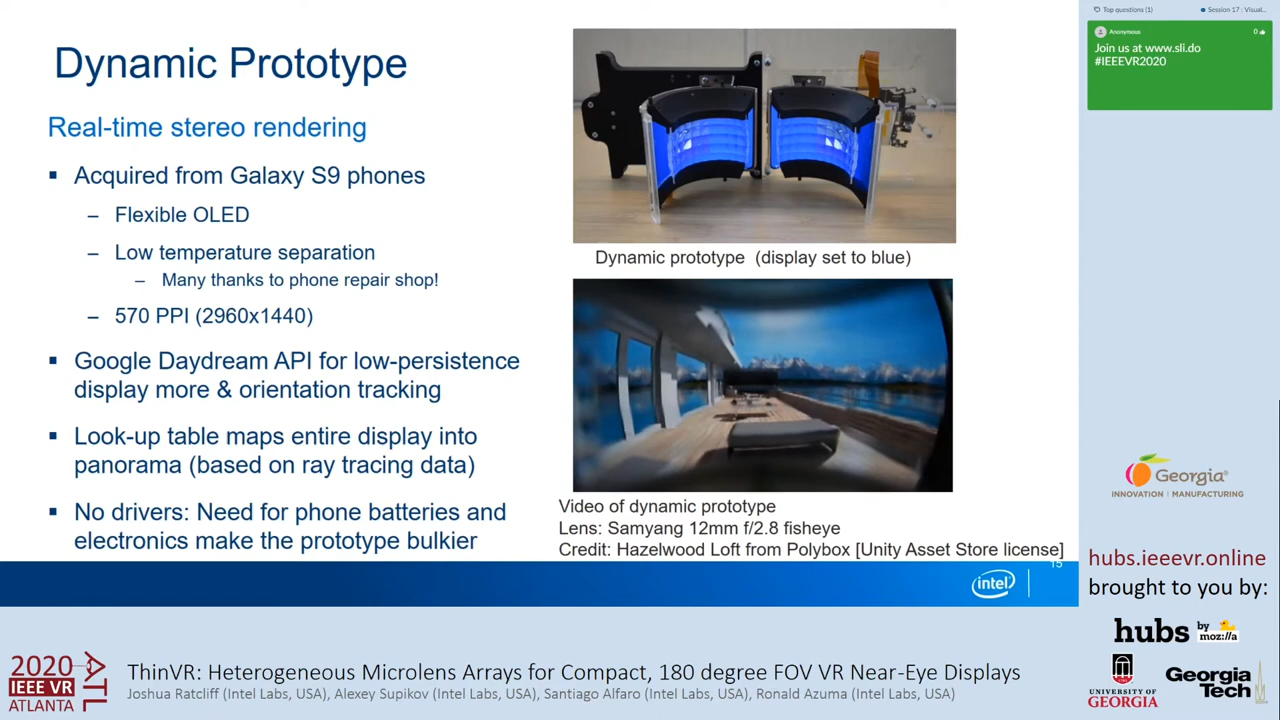 Dynamic Prototype
Real-time stereo rendering
▪ Acquired from Galaxy S9 phones
– Flexible OLED
– Low temperature separation
– Many thanks to phone repair shop!
– 570 PPI (2960x1440)
▪ Google Daydream API for low-persistence
display more & orientation tracking
▪ Look-up table maps entire display into
panorama (based on ray tracing data)
▪ No drivers: Need for phone batteries and
electronics make the prototype bulkier
Dynamic prototype (display set to blue)
Video of dynamic prototype
Lens: Samyang 12mm f/2.8 fisheye
Credit: Hazelwood Loft from Polybox [Unity Asset Store license]
15
intel
Top questions (1)
Session 17 : Visual...
Anonymous
0
Join us at www.sli.do
#IEEEVR2020
Georgia
INNOVATION | MANUFACTURING
hubs.ieeevr.online
brought to you by:
hubs by moz://a
UNIVERSITY OF
GEORGIA
Georgia
Tech
2020
IEEE VR
ATLANTA
ATL
ThinVR: Heterogeneous Microlens Arrays for Compact, 180 degree FOV VR Near-Eye Displays
Joshua Ratcliff (Intel Labs, USA), Alexey Supikov (Intel Labs, USA), Santiago Alfaro (Intel Labs, USA), Ronald Azuma (Intel Labs, USA)